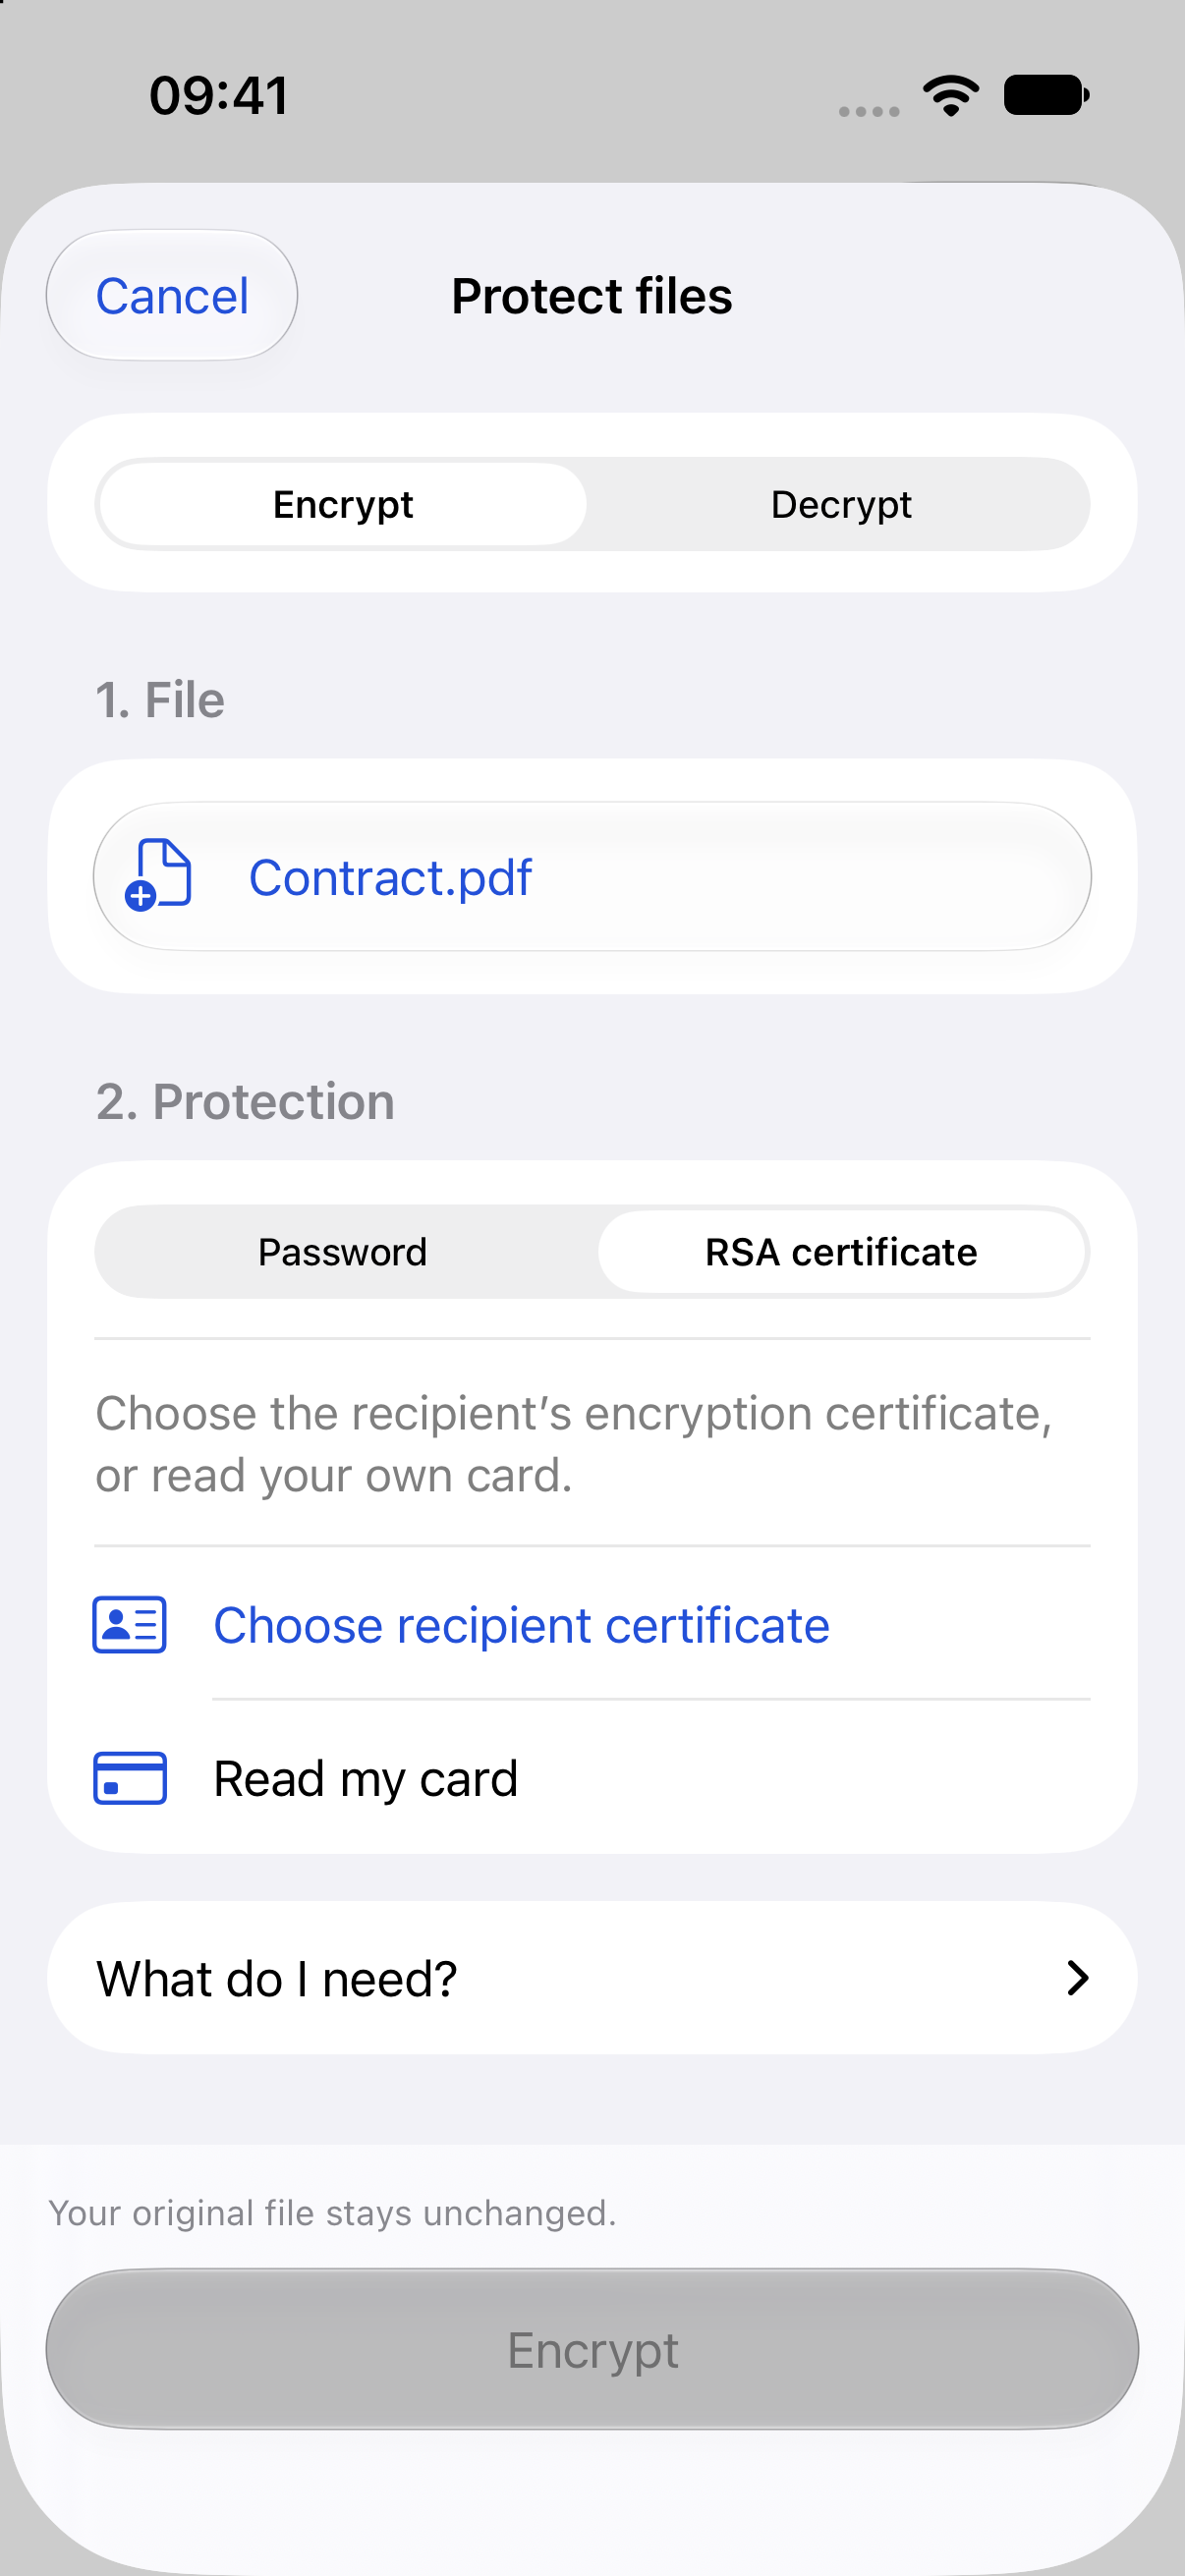 09:41
Cancel
Protect files
Encrypt
Decrypt
1. File
Contract.pdf
2. Protection
Password
RSA certificate
Choose the recipient’s encryption certificate,
or read your own card.
Choose recipient certificate
Read my card
What do I need?
Your original file stays unchanged.
Encrypt